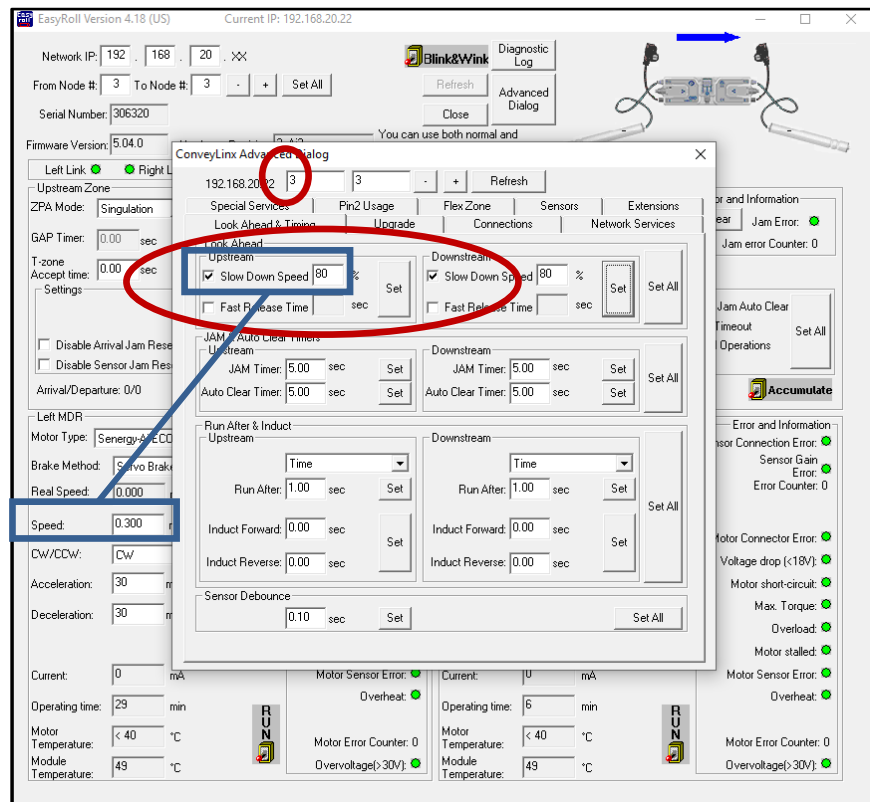 EasyRoll Version 4.18 (US) Current IP: 192.168.20.22
Network IP: 192 . 168 . 20 . XX
Blink&Wink Diagnostic Log
From Node #: 3 To Node #: 3 - + Set All Refresh
Advanced Dialog
Serial Number: 306320 Close
Firmware Version: 5.04.0
You can use both normal and
ConveyLinx Advanced Dialog
Left Link Right L
192.168.20.22 3 3 - + Refresh
Upstream Zone
Special Services Pin2 Usage Flex Zone Sensors Extensions
or and Information
ZPA Mode: Singulation
Look Ahead & Timing Upgrade Connections Network Services
ear Jam Error:
GAP Timer: 0.00 sec
Look Ahead
Jam error Counter: 0
Upstream Downstream
T-zone Accept time: 0.00 sec
Slow Down Speed 80 % Set Slow Down Speed 80 % Set Set All
Settings
Fast Release Time sec Fast Release Time sec
Jam Auto Clear
Timeout
Operations
Set All
Disable Arrival Jam Rese
JAM & Auto Clear Timers
Upstream Downstream
Disable Sensor Jam Res
JAM Timer: 5.00 sec Set JAM Timer: 5.00 sec Set
Set All
Arrival/Departure: 0/0
Auto Clear Timer: 5.00 sec Set Auto Clear Timer: 5.00 sec Set
Accumulate
Left MDR
Run After & Induct
Error and Information
Upstream Downstream
Motor Type: Senergy-ATECO
sor Connection Error:
Time Time
Brake Method: Servo Brake
Sensor Gain Error:
Error Counter: 0
Real Speed: 0.000
Run After: 1.00 sec Set Run After: 1.00 sec Set
Set All
Speed: 0.300
Induct Forward: 0.00 sec Set Induct Forward: 0.00 sec Set
Motor Connector Error:
CW/CCW: CW
Induct Reverse: 0.00 sec Induct Reverse: 0.00 sec
Voltage drop (<18V):
Acceleration: 30
Motor short-circuit:
Sensor Debounce
Max. Torque:
Deceleration: 30
0.10 sec Set Set All
Overload:
Motor stalled:
Current: 0 mA Motor Sensor Error: Current: 0 mA Motor Sensor Error:
Operating time: 29 min Overheat: Operating time: 6 min Overheat:
RUN RUN
Motor Temperature: < 40 °C Motor Error Counter: 0 Motor Temperature: < 40 °C Motor Error Counter: 0
Module Temperature: 49 °C Overvoltage(>30V): Module Temperature: 49 °C Overvoltage(>30V):